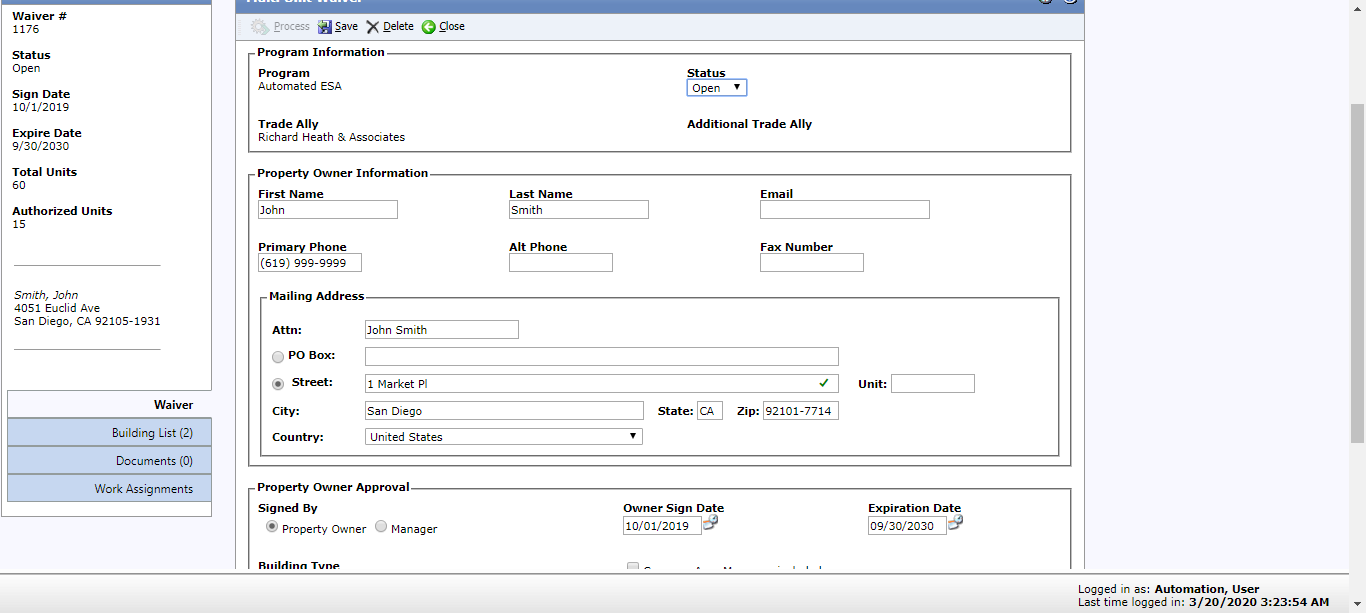 Waiver #
1176
Status
Open
Sign Date
10/1/2019
Expire Date
9/30/2030
Total Units
60
Authorized Units
15
Smith, John
4051 Euclid Ave
San Diego, CA 92105-1931
Waiver
Building List (2)
Documents (0)
Work Assignments
Process Save Delete Close
Program Information
Program Status
Automated ESA Open
Trade Ally Additional Trade Ally
Richard Heath & Associates
Property Owner Information
First Name Last Name Email
John Smith
Primary Phone Alt Phone Fax Number
(619) 999-9999
Mailing Address
Attn: John Smith
PO Box:
Street: 1 Market Pl Unit:
City: San Diego State: CA Zip: 92101-7714
Country: United States
Property Owner Approval
Signed By Owner Sign Date Expiration Date
Property Owner Manager 10/01/2019 09/30/2030
Building Type
Logged in as: Automation, User
Last time logged in: 3/20/2020 3:23:54 AM